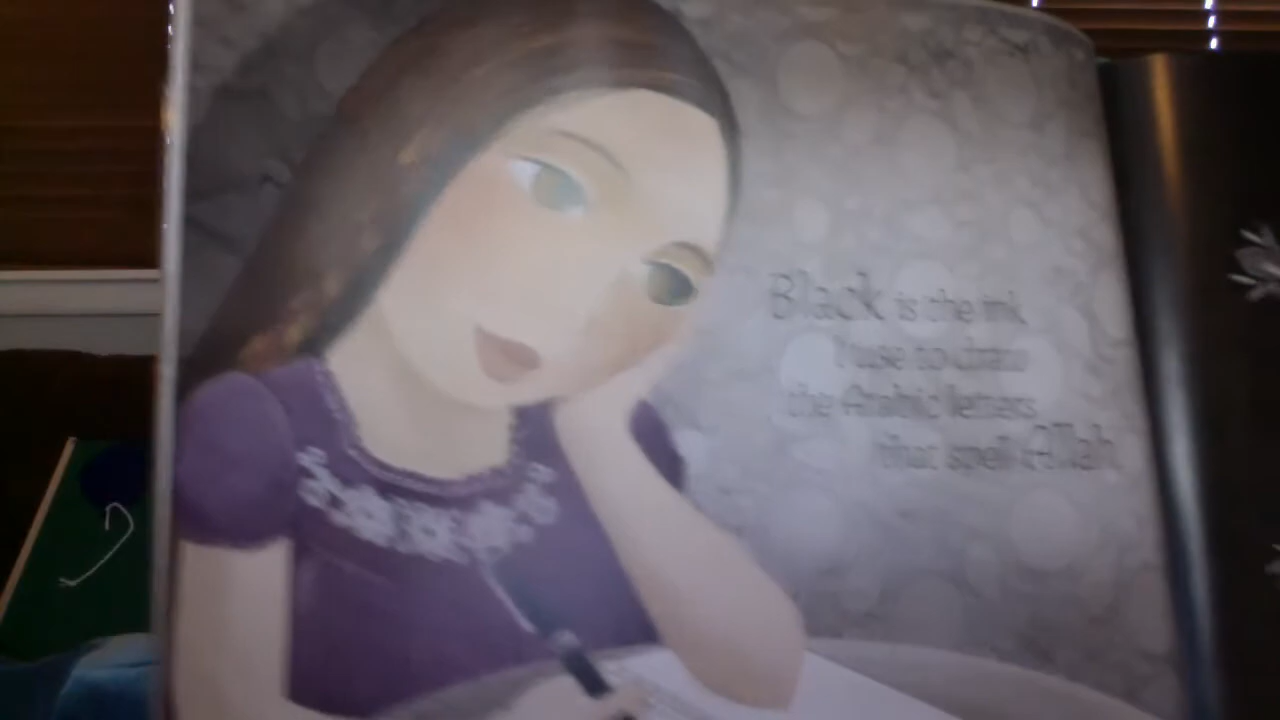 Black is the ink
I use to draw
the Arabic letters
that spell Allah.